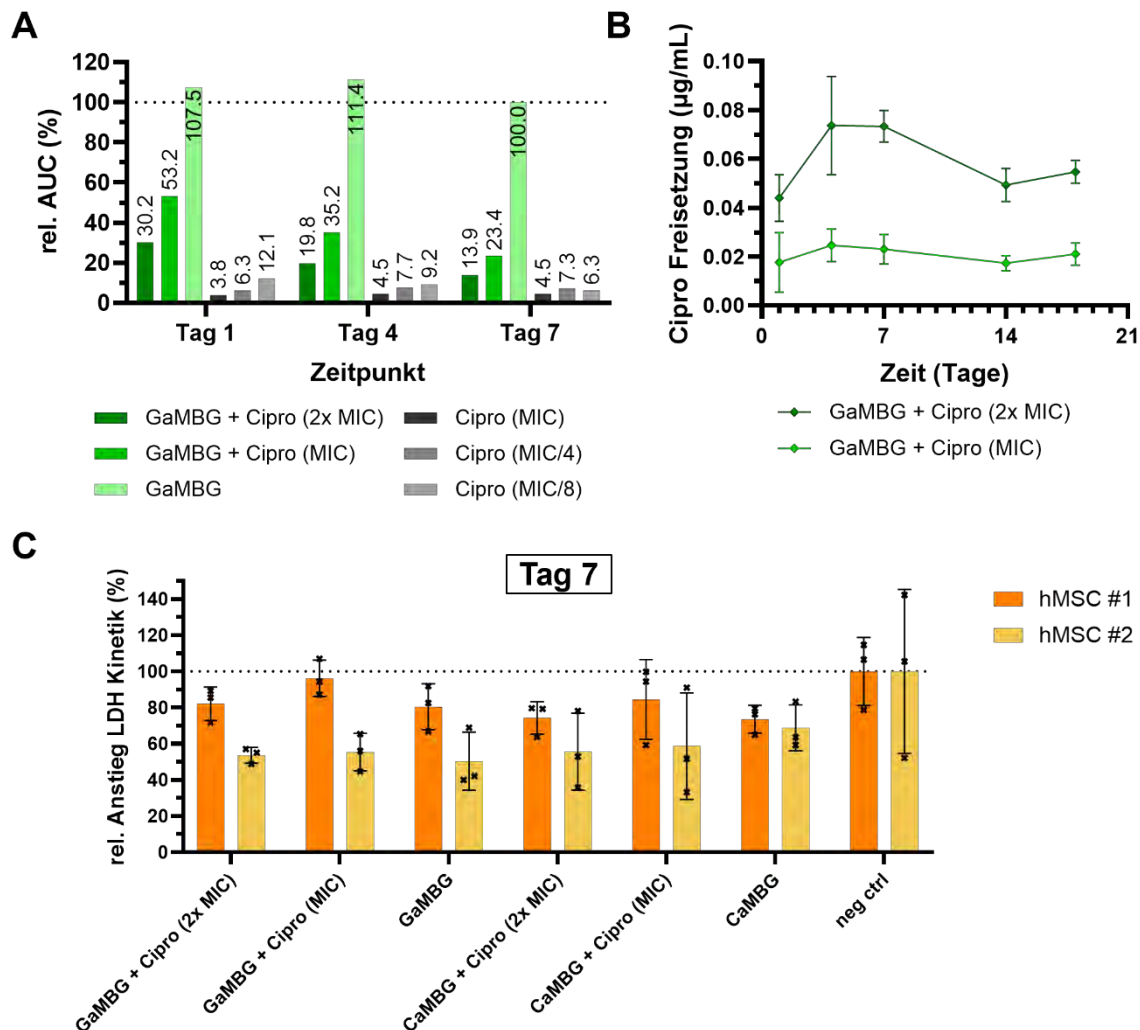 A
rel. AUC (%)
120
100
80
60
40
20
0
30.2
53.2
107.5
3.8
6.3
12.1
19.8
35.2
111.4
4.5
7.7
9.2
13.9
23.4
100.0
4.5
7.3
6.3
Tag 1
Tag 4
Tag 7
Zeitpunkt
GaMBG + Cipro (2x MIC)
GaMBG + Cipro (MIC)
GaMBG
Cipro (MIC)
Cipro (MIC/4)
Cipro (MIC/8)
B
Cipro Freisetzung (µg/mL)
0.10
0.08
0.06
0.04
0.02
0.00
0
7
14
21
Zeit (Tage)
GaMBG + Cipro (2x MIC)
GaMBG + Cipro (MIC)
C
Tag 7
rel. Anstieg LDH Kinetik (%)
140
120
100
80
60
40
20
0
GaMBG + Cipro (2x MIC)
GaMBG + Cipro (MIC)
GaMBG
CaMBG + Cipro (2x MIC)
CaMBG + Cipro (MIC)
CaMBG
neg ctrl
hMSC #1
hMSC #2